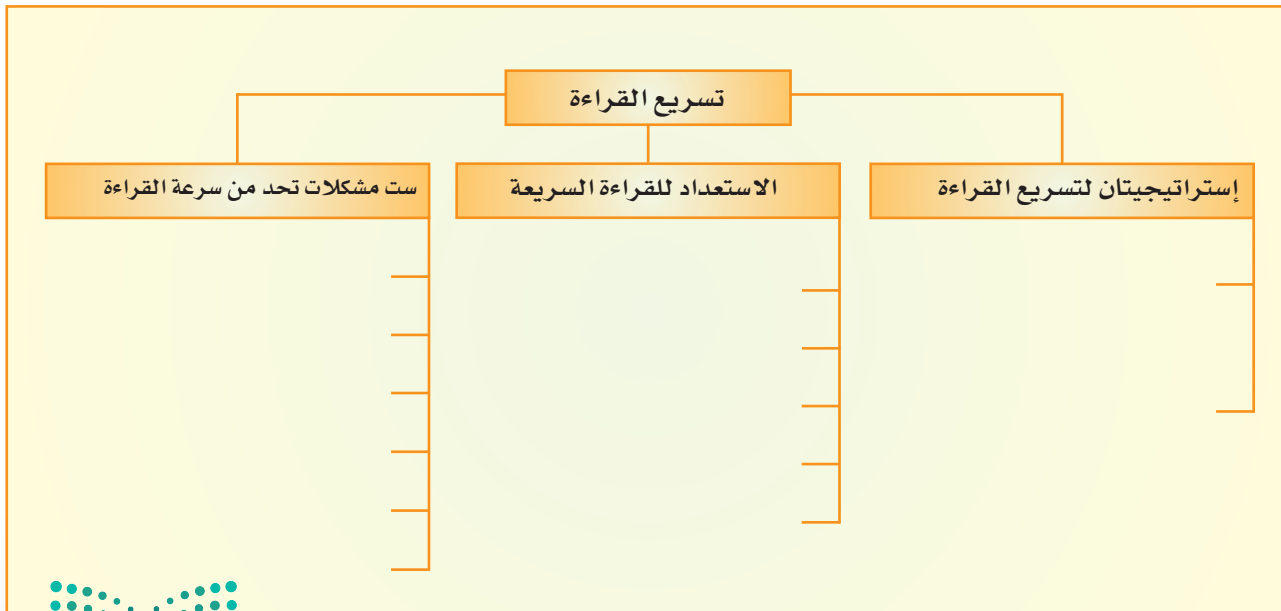 تسريع القراءة
إستراتيجيتان لتسريع القراءة
الاستعداد للقراءة السريعة
ست مشكلات تحد من سرعة القراءة